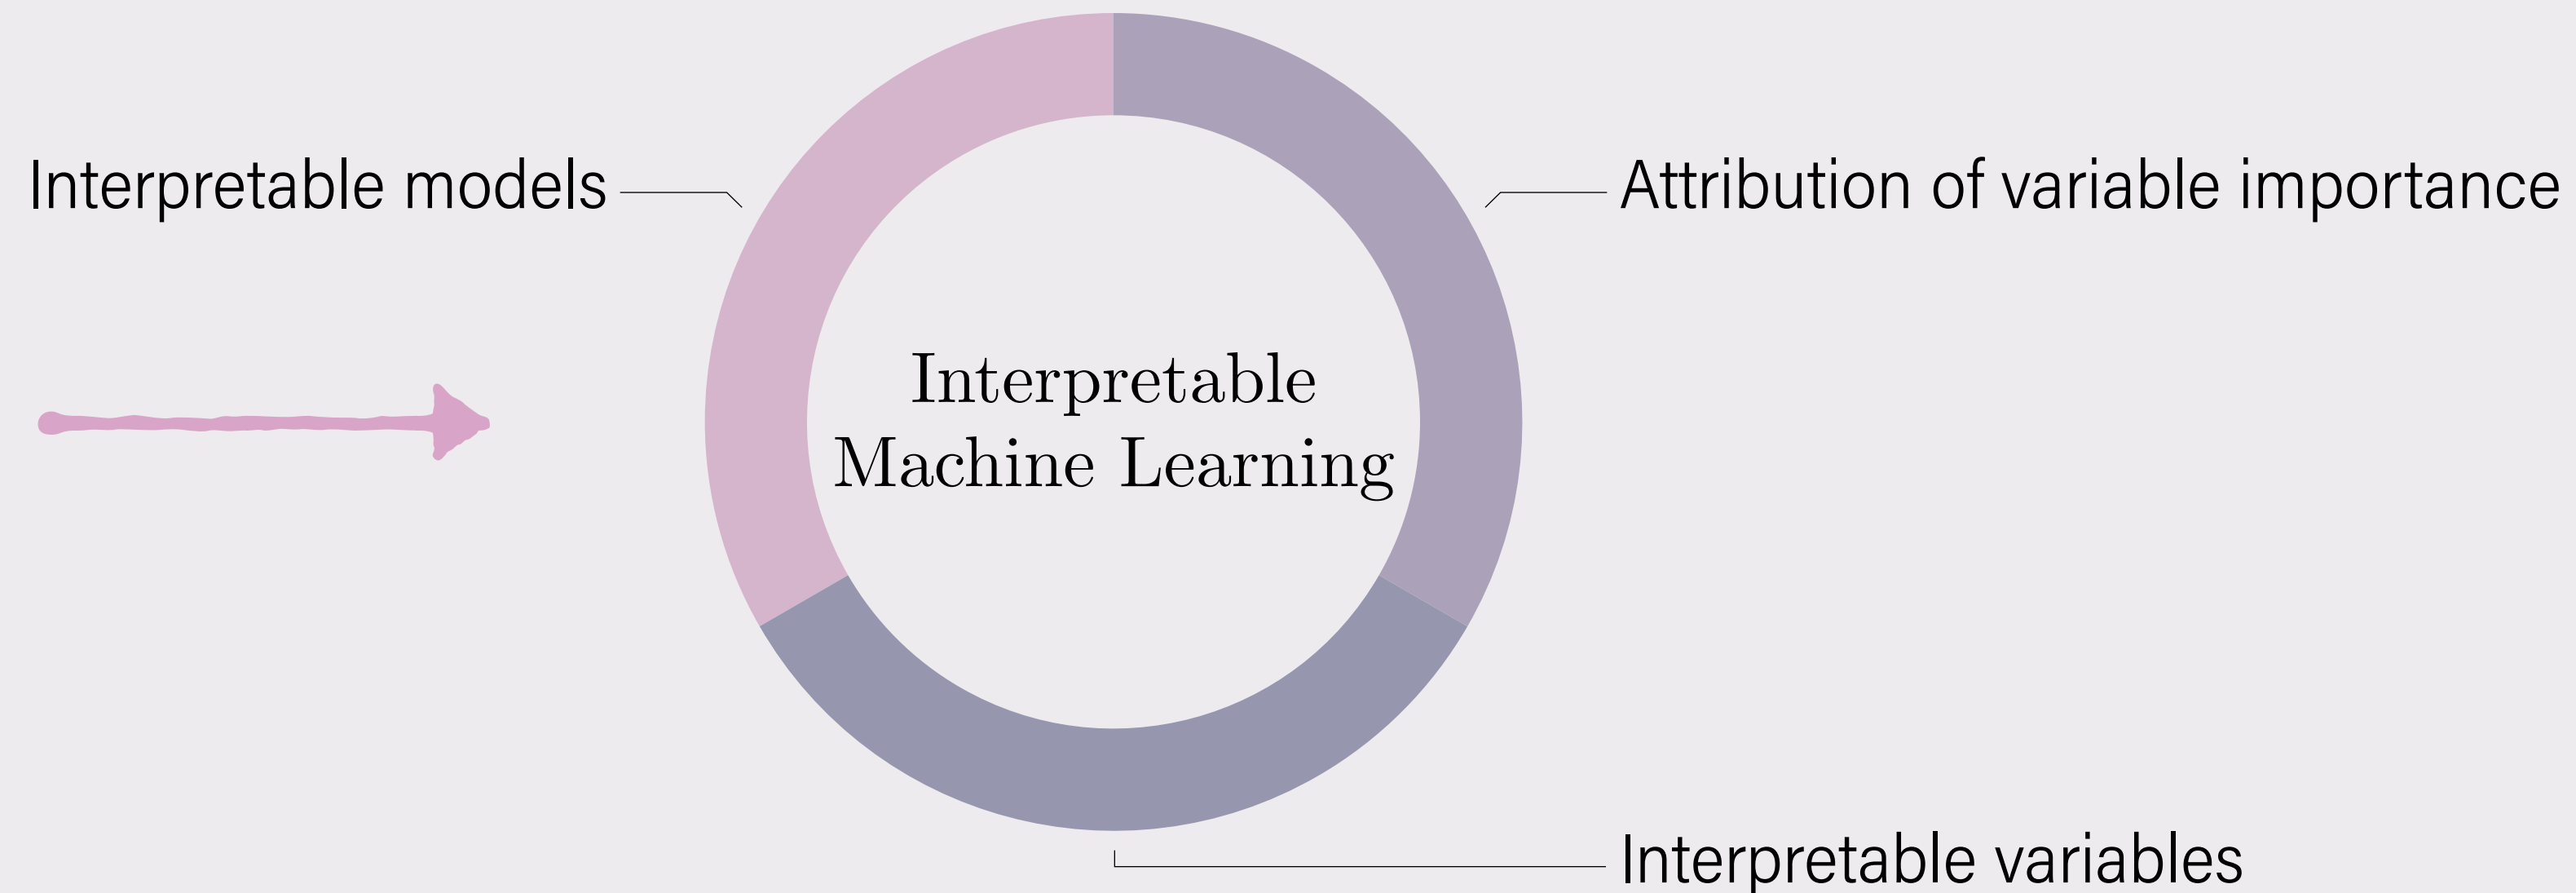 Interpretable models
Attribution of variable importance
Interpretable
Machine Learning
Interpretable variables